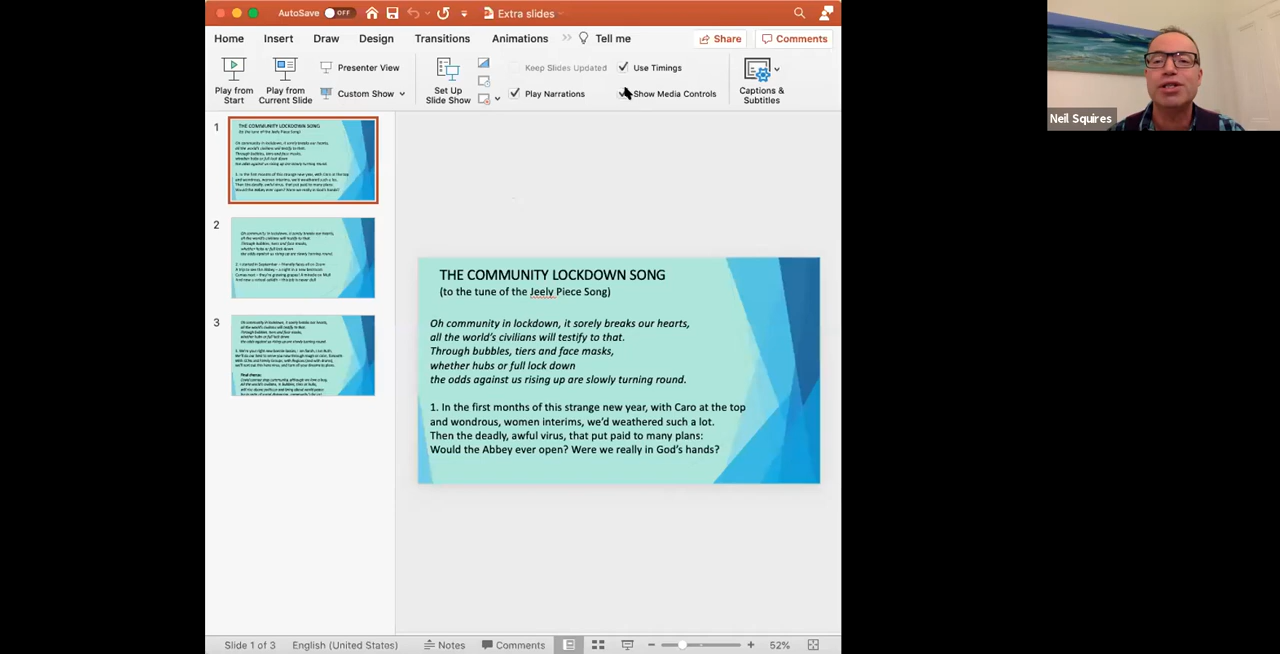 AutoSave OFF
Extra slides
Home Insert Draw Design Transitions Animations Tell me Share Comments
Presenter View Keep Slides Updated Use Timings
Play from Start Play from Current Slide Custom Show Set Up Slide Show Play Narrations Show Media Controls Captions & Subtitles
Neil Squires
1
2
3
THE COMMUNITY LOCKDOWN SONG
(to the tune of the Jeely Piece Song)
Oh community in lockdown, it sorely breaks our hearts,
all the world's civilians will testify to that.
Through bubbles, tiers and face masks,
whether hubs or full lock down
the odds against us rising up are slowly turning round.
1. In the first months of this strange new year, with Caro at the top
and wondrous, women interims, we'd weathered such a lot.
Then the deadly, awful virus, that put paid to many plans:
Would the Abbey ever open? Were we really in God's hands?
Slide 1 of 3 English (United States) Notes Comments 52%